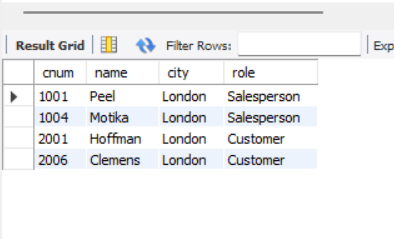 Result Grid Filter Rows: Exp
cnum name city role
1001 Peel London Salesperson
1004 Motika London Salesperson
2001 Hoffman London Customer
2006 Clemens London Customer